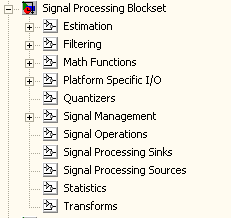 Signal Processing Blockset
Estimation
Filtering
Math Functions
Platform Specific I/O
Quantizers
Signal Management
Signal Operations
Signal Processing Sinks
Signal Processing Sources
Statistics
Transforms